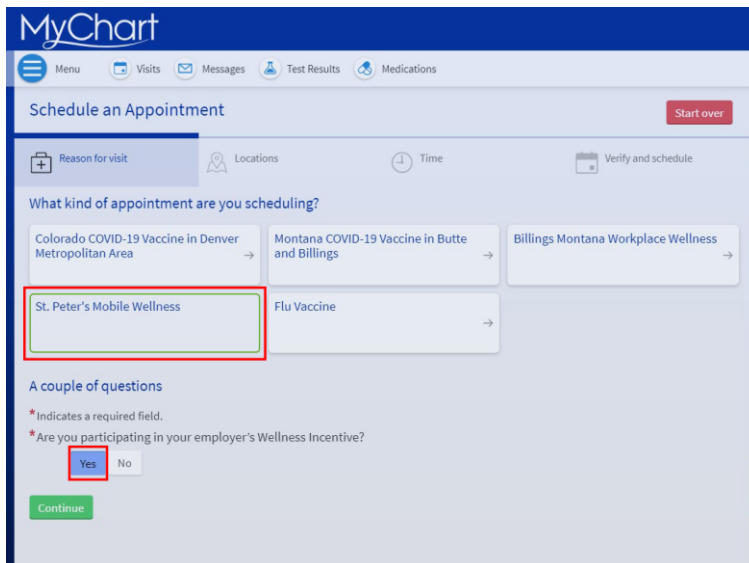 MyChart
Menu Visits Messages Test Results Medications
Schedule an Appointment
Start over
Reason for visit Locations Time Verify and schedule
What kind of appointment are you scheduling?
Colorado COVID-19 Vaccine in Denver
Metropolitan Area →
Montana COVID-19 Vaccine in Butte
and Billings →
Billings Montana Workplace Wellness
→
St. Peter's Mobile Wellness
Flu Vaccine
→
A couple of questions
*Indicates a required field.
*Are you participating in your employer's Wellness Incentive?
Yes No
Continue